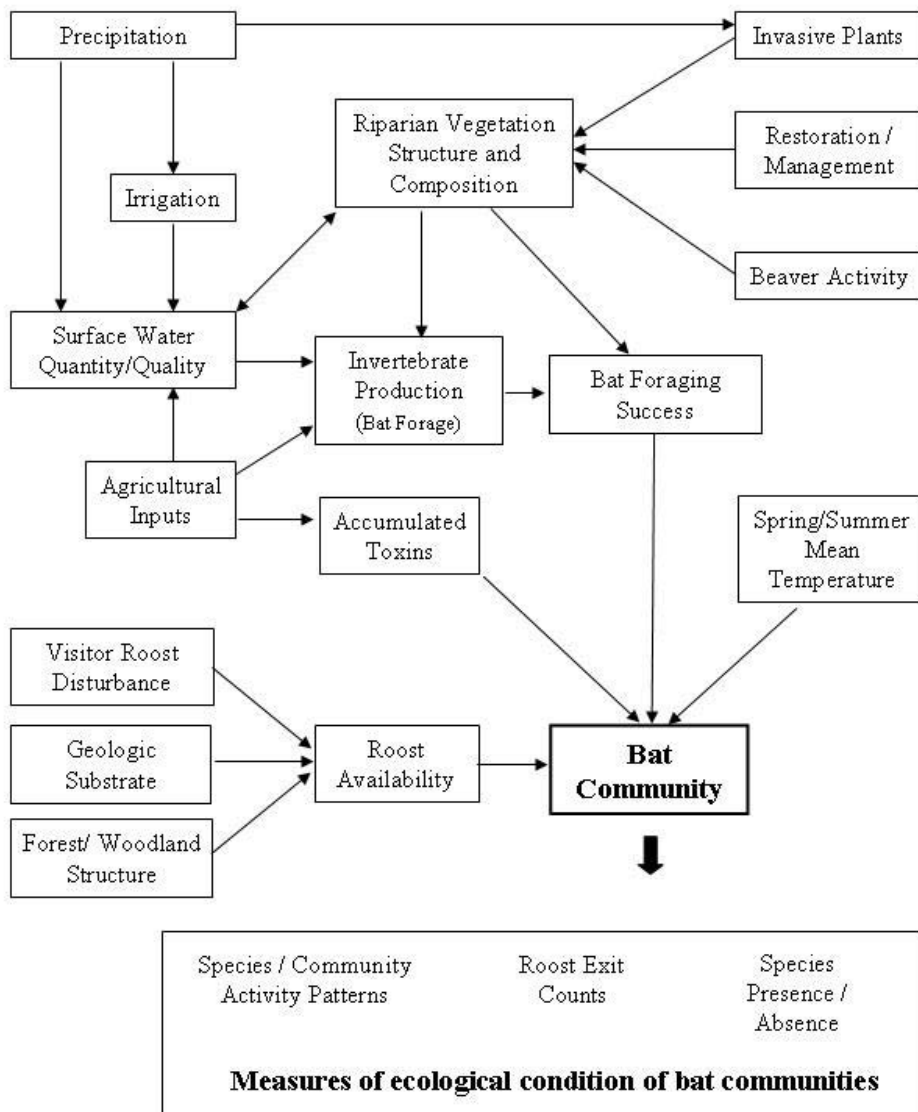 Precipitation
Invasive Plants
Riparian Vegetation
Structure and
Composition
Restoration /
Management
Irrigation
Beaver Activity
Surface Water
Quantity/Quality
Invertebrate
Production
(Bat Forage)
Bat Foraging
Success
Agricultural
Inputs
Accumulated
Toxins
Spring/Summer
Mean
Temperature
Visitor Roost
Disturbance
Geologic
Substrate
Roost
Availability
Bat
Community
Forest/ Woodland
Structure
Species / Community
Activity Patterns
Roost Exit
Counts
Species
Presence /
Absence
Measures of ecological condition of bat communities